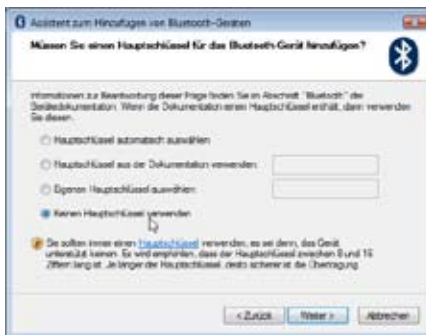 Assistent zum Hinzufügen von Bluetooth-Geräten
Müssen Sie einen Hauptschlüssel für das Bluetooth-Gerät hinzufügen?
Informationen zur Beantwortung dieser Frage finden Sie im Abschnitt "Bluetooth" der
Gerätedokumentation. Wenn die Dokumentation einen Hauptschlüssel enthält, dann verwenden
Sie diesen.
Hauptschlüssel automatisch auswählen
Hauptschlüssel aus der Dokumentation verwenden:
Eigenen Hauptschlüssel auswählen:
Keinen Hauptschlüssel verwenden
Sie sollten immer einen Hauptschlüssel verwenden, es sei denn, das Gerät
unterstützt keinen. Es wird empfohlen, dass der Hauptschlüssel zwischen 8 und 16
Ziffern lang ist. Je länger der Hauptschlüssel, desto sicherer ist die Übertragung.
< Zurück
Weiter >
Abbrechen